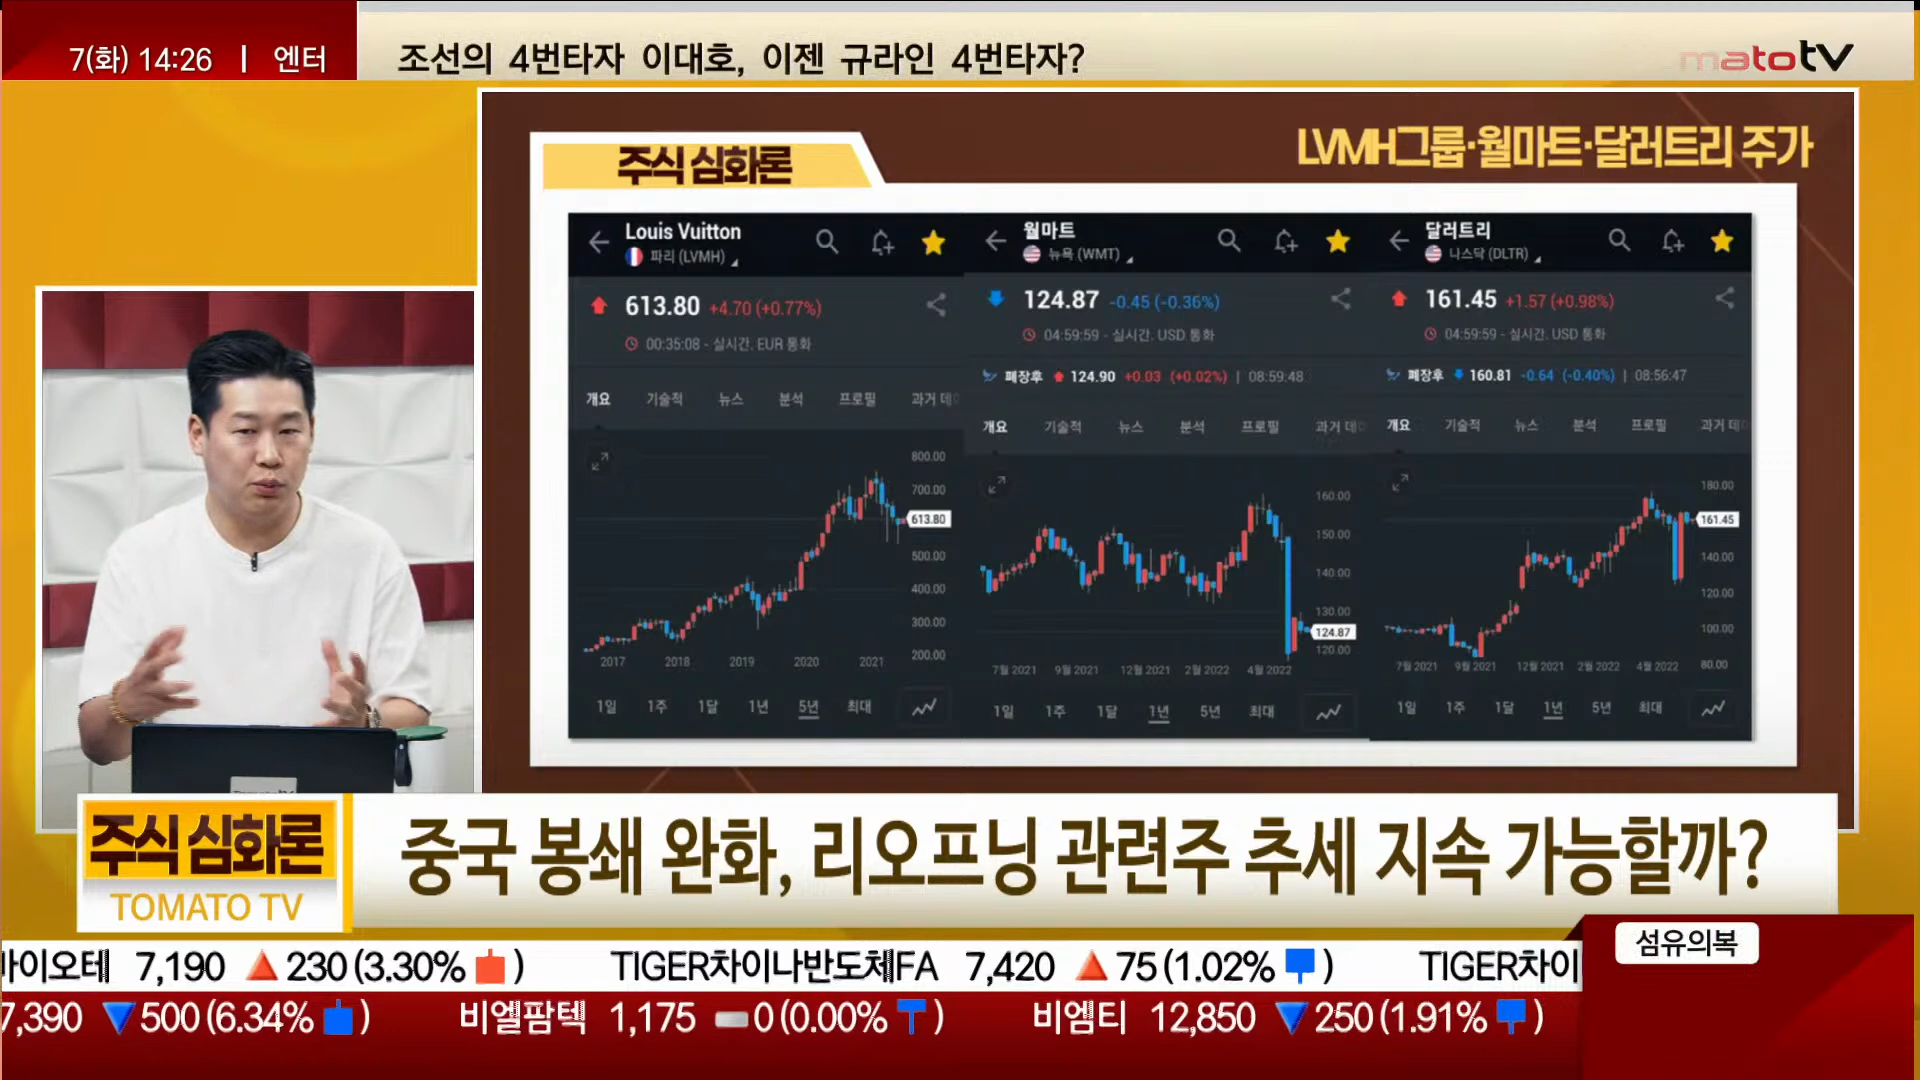 7(화) 14:26 | 엔터
조선의 4번타자 이대호, 이젠 규라인 4번타자?
matotv
LVMH그룹·월마트·달러트리 주가
주식 심화론
Louis Vuitton
파리 (LVMH)
613.80 +4.70 (+0.77%)
00:35:08 - 실시간. EUR 통화
개요 기술적 뉴스 분석 프로필 과거
800.00
700.00
613.80
500.00
400.00
300.00
200.00
2017 2018 2019 2020 2021
1일 1주 1달 1년 5년 최대
월마트
뉴욕 (WMT)
124.87 -0.45 (-0.36%)
04:59:59 - 실시간. USD 통화
폐장후 124.90 +0.03 (+0.02%) | 08:59:48
개요 기술적 뉴스 분석 프로필 과거
160.00
150.00
140.00
130.00
124.87
120.00
7월 2021 9월 2021 12월 2021 2월 2022 4월 2022
1일 1주 1달 1년 5년 최대
달러트리
나스닥 (DLTR)
161.45 +1.57 (+0.98%)
04:59:59 - 실시간. USD 통화
폐장후 160.81 -0.64 (-0.40%) | 08:56:47
개요 기술적 뉴스 분석 프로필 과거
180.00
161.45
140.00
120.00
100.00
80.00
7월 2021 9월 2021 12월 2021 2월 2022 4월 2022
1일 1주 1달 1년 5년 최대
주식 심화론
TOMATO TV
중국 봉쇄 완화, 리오프닝 관련주 추세 지속 가능할까?
섬유의복
바이오테 7,190 ▲ 230 (3.30% ) TIGER차이나반도체FA 7,420 ▲ 75 (1.02% ) TIGER차이
7,390 ▼ 500 (6.34% ) 비엘팜텍 1,175 0 (0.00% ) 비엠티 12,850 ▼ 250 (1.91% )